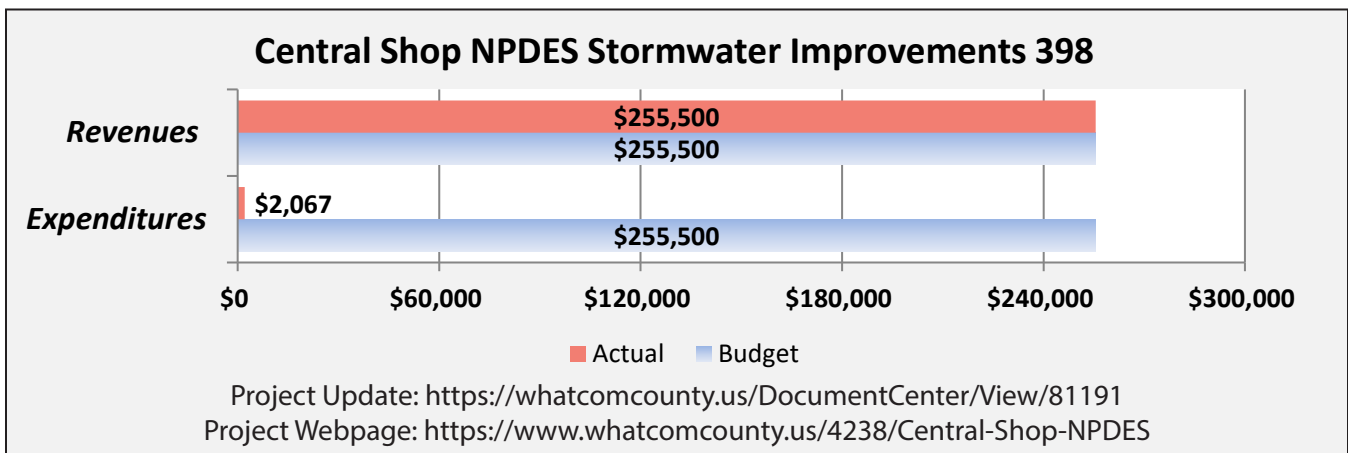 Central Shop NPDES Stormwater Improvements 398
Revenues
$255,500
$255,500
Expenditures
$2,067
$255,500
$0 $60,000 $120,000 $180,000 $240,000 $300,000
Actual Budget
Project Update: https://whatcomcounty.us/DocumentCenter/View/81191
Project Webpage: https://www.whatcomcounty.us/4238/Central-Shop-NPDES